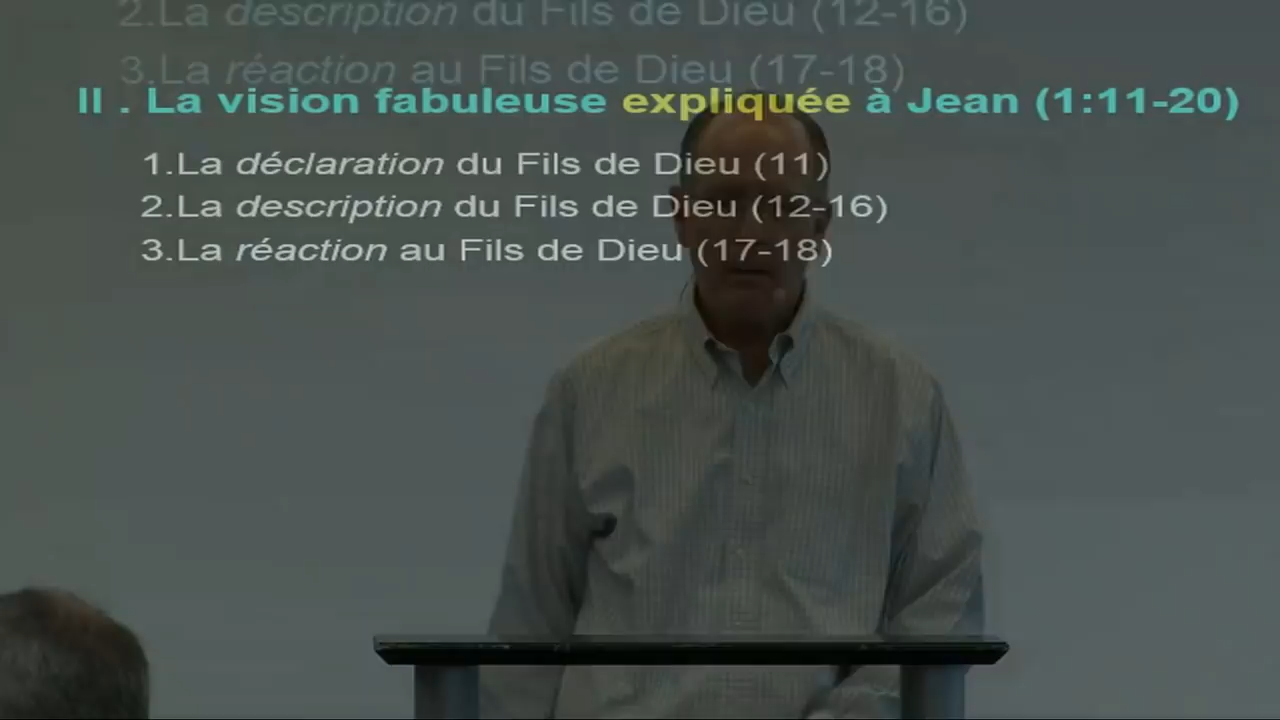 2.La description du Fils de Dieu (12-16)
3.La réaction au Fils de Dieu (17-18)
II . La vision fabuleuse expliquée à Jean (1:11-20)
1.La déclaration du Fils de Dieu (11)
2.La description du Fils de Dieu (12-16)
3.La réaction au Fils de Dieu (17-18)